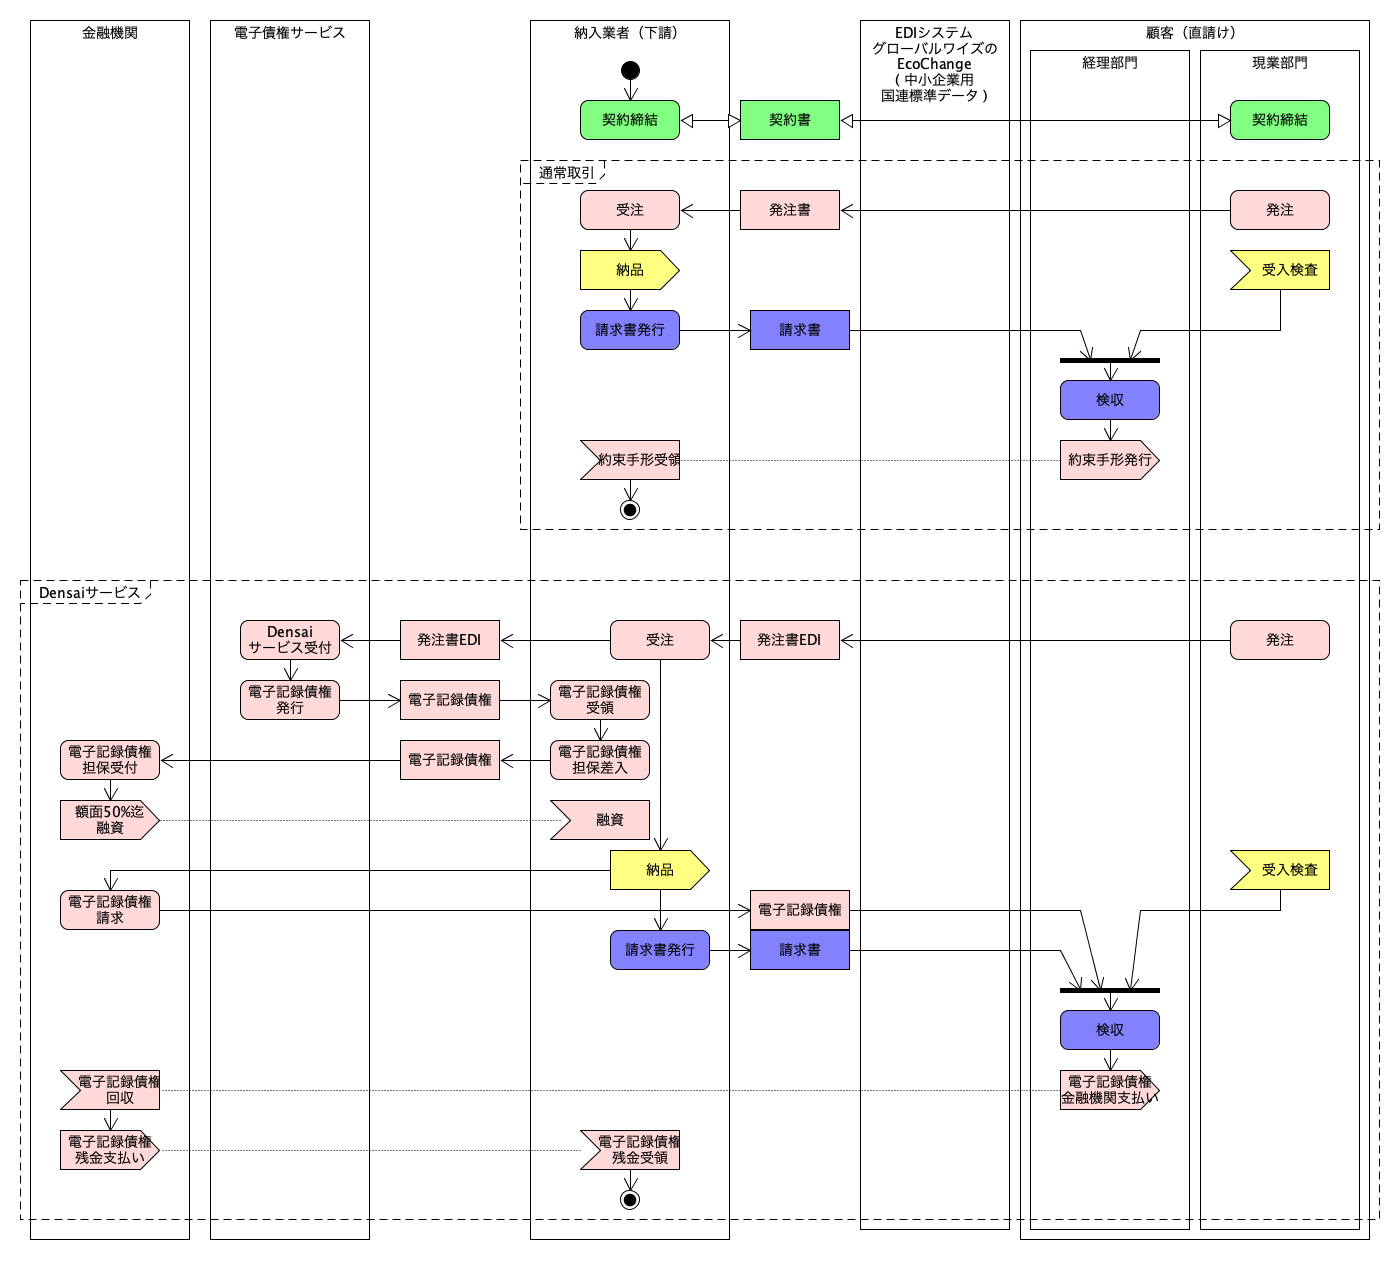 金融機関
電子債権サービス
納入業者（下請）
EDIシステム
グローバルワイズの
EcoChange
( 中小企業用
国連標準データ )
顧客（直請け）
経理部門
現業部門
契約締結
契約書
契約締結
通常取引
受注
発注書
発注
納品
受入検査
請求書発行
請求書
検収
約束手形受領
約束手形発行
Densaiサービス
Densai
サービス受付
発注書EDI
受注
発注書EDI
発注
電子記録債権
発行
電子記録債権
電子記録債権
受領
電子記録債権
担保受付
電子記録債権
電子記録債権
担保差入
額面50%迄
融資
融資
納品
受入検査
電子記録債権
請求
電子記録債権
請求書発行
請求書
検収
電子記録債権
回収
電子記録債権
金融機関支払い
電子記録債権
残金支払い
電子記録債権
残金受領